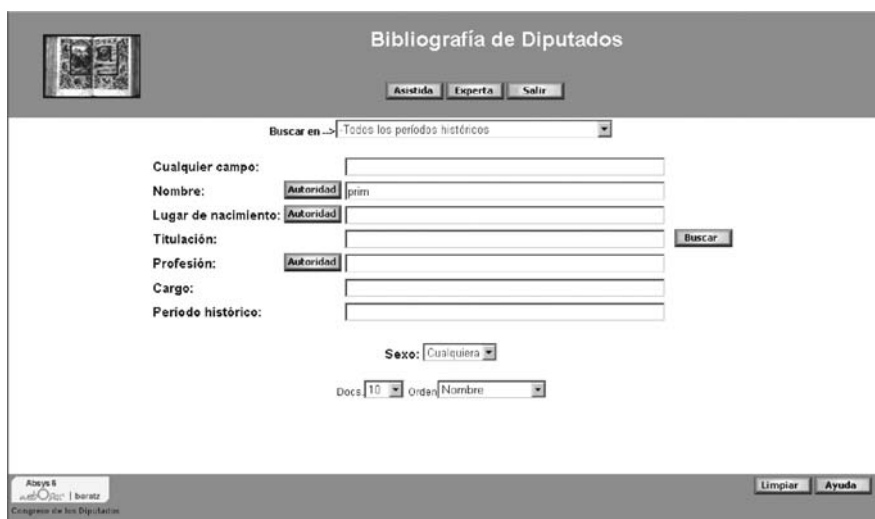 Bibliografía de Diputados
Asistida Experta Salir
Buscar en --> -Todos los períodos históricos
Cualquier campo:
Nombre: Autoridad prim
Lugar de nacimiento: Autoridad
Titulación: Buscar
Profesión: Autoridad
Cargo:
Período histórico:
Sexo: Cualquiera
Docs. 10 Orden Nombre
Absys 6
webOpac | baratz
Limpiar Ayuda
Congreso de los Diputados